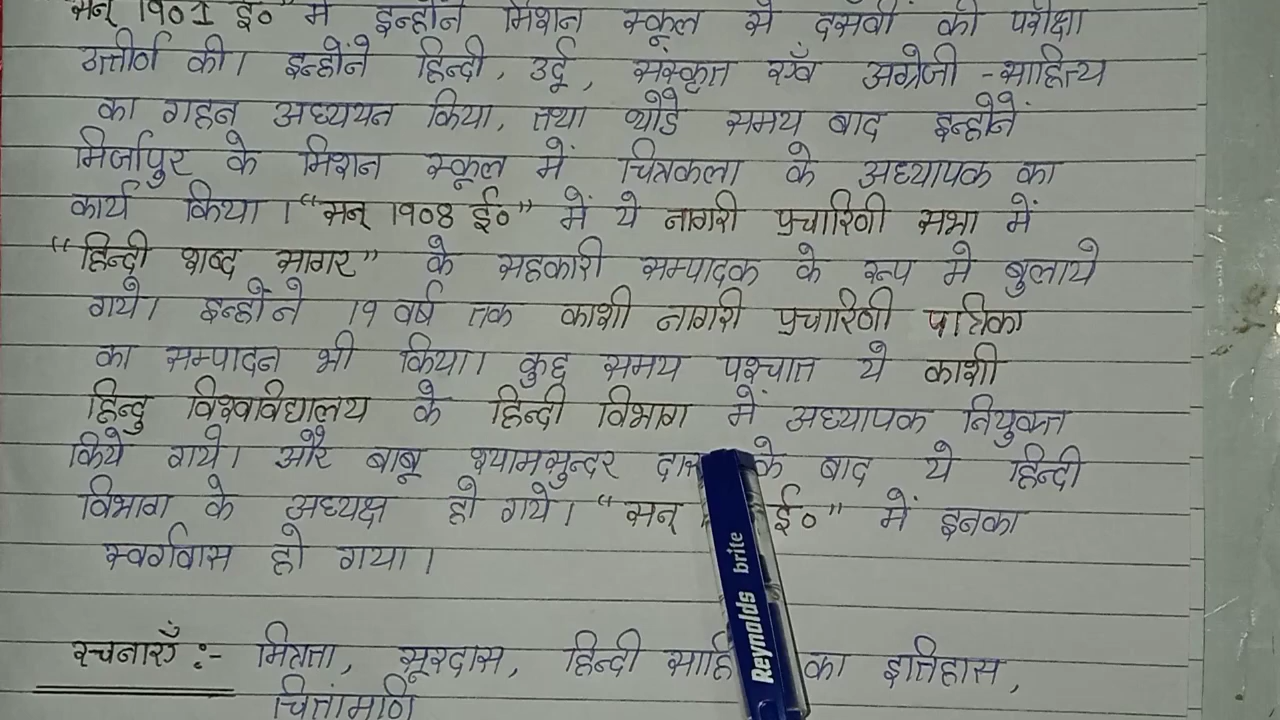 "सन् १९०1 ई०" में इन्होंने मिशन स्कूल से दसवीं की परीक्षा
उत्तीर्ण की। इन्होंने हिन्दी, उर्दू, संस्कृत एवं अंग्रेजी -साहित्य
का गहन अध्ययन किया, तथा थोडे समय बाद इन्होंने
मिर्जापुर के मिशन स्कूल में चित्रकला के अध्यापक का
कार्य किया। "सन् १९०8 ई०" में ये नागरी प्रचारिणी सभा में
"हिन्दी शब्द सागर" के सहकारी सम्पादक के रूप मे बुलाये
गये। इन्होंने 19 वर्ष तक काशी नागरी प्रचारिणी पत्रिका
का सम्पादन भी किया। कुछ समय पश्चात ये काशी
हिन्दु विश्वविद्यालय के हिन्दी विभाग में अध्यापक नियुक्त
किये गये। और बाबू श्यामसुन्दर के बाद ये हिन्दी
विभाग के अध्यक्ष हो गये। "सन् ई०" में इनका
स्वर्गवास हो गया।
रचनाएँ :- मित्रता, सूरदास, हिन्दी का इतिहास,
चिंतामणि
Reynolds brite